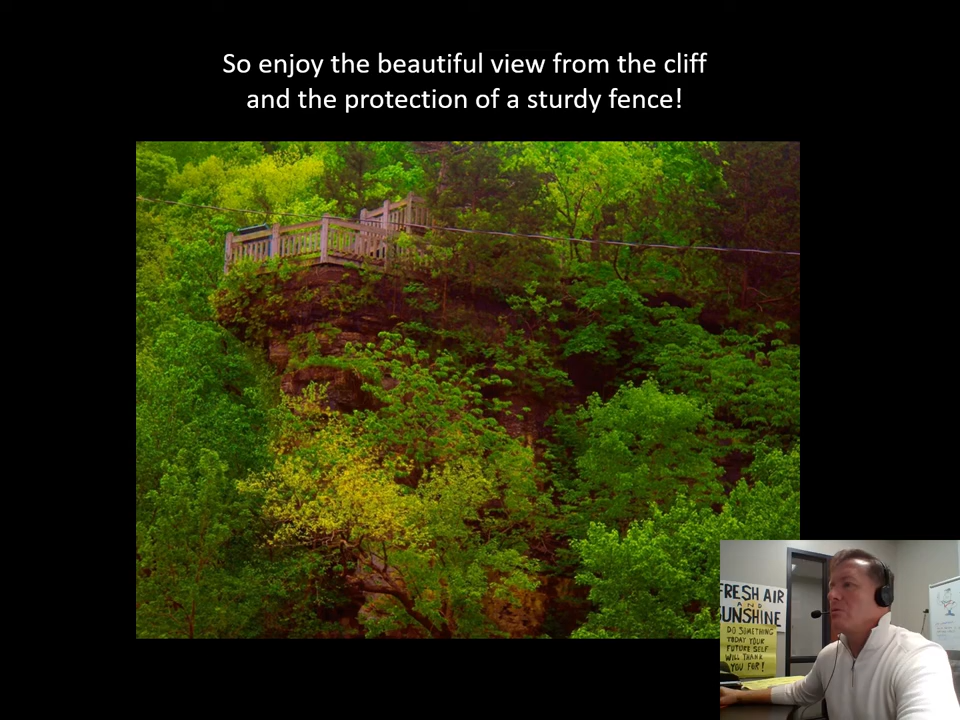 So enjoy the beautiful view from the cliff
and the protection of a sturdy fence!
FRESH AIR
AND
SUNSHINE
DO SOMETHING
TODAY YOUR
FUTURE SELF
WILL THANK
YOU FOR!